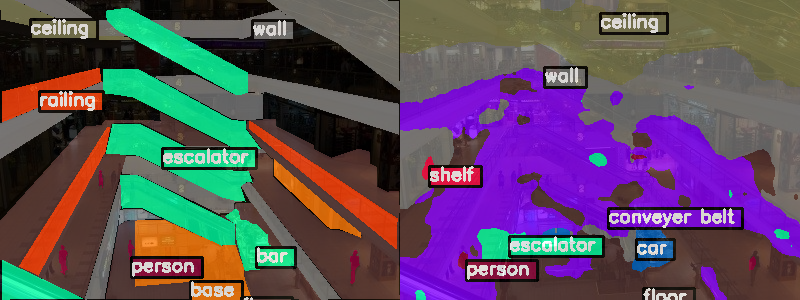 ceiling
wall
railing
escalator
bar
person
base
ceiling
wall
shelf
conveyer belt
escalator
car
person
floor